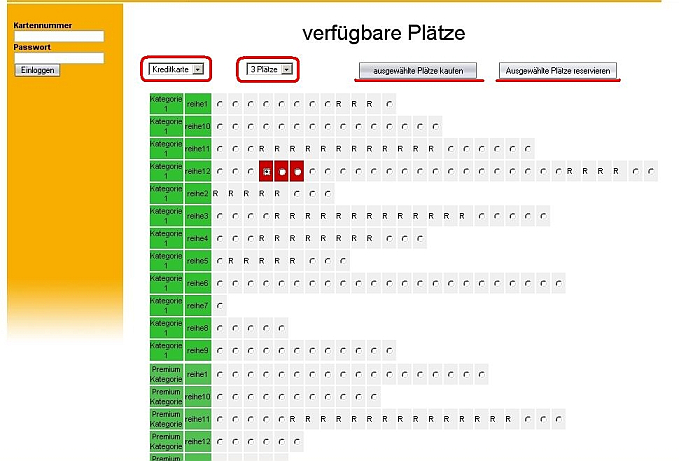 Kartennummer
Passwort
Einloggen
verfügbare Plätze
Kreditkarte
3 Plätze
ausgewählte Plätze kaufen
Ausgewählte Plätze reservieren
Kategorie 1 reihe1 R R R
Kategorie 1 reihe10
Kategorie 1 reihe11 R R R R R R R R R R R R
Kategorie 1 reihe12 R R R R
Kategorie 1 reihe2 R R R R R
Kategorie 1 reihe3 R R R R R R R R R R R R R
Kategorie 1 reihe4 R R R R R R R R
Kategorie 1 reihe5 R R R R R
Kategorie 1 reihe6
Kategorie 1 reihe7
Kategorie 1 reihe8
Kategorie 1 reihe9
Premium Kategorie reihe1
Premium Kategorie reihe10
Premium Kategorie reihe11 R R R R R R R R R R R R R R R
Premium Kategorie reihe12
Premium